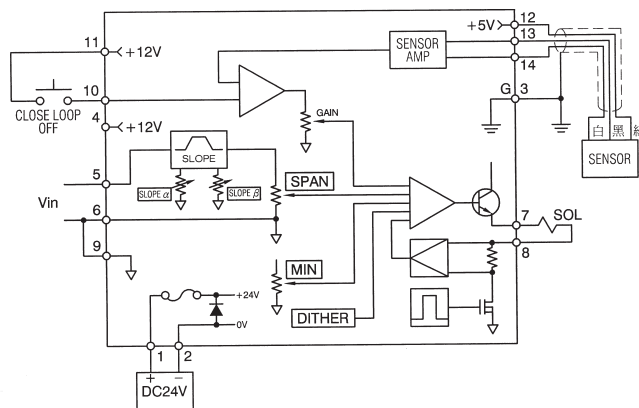 12
+5V
13
14
SENSOR
AMP
11
+12V
10
CLOSE LOOP
OFF
4
+12V
GAIN
G
3
白
黒
SENSOR
5
SLOPE
SLOPE α
SLOPE β
SPAN
Vin
6
9
7
SOL
8
MIN
DITHER
+24V
0V
1
2
+
−
DC24V